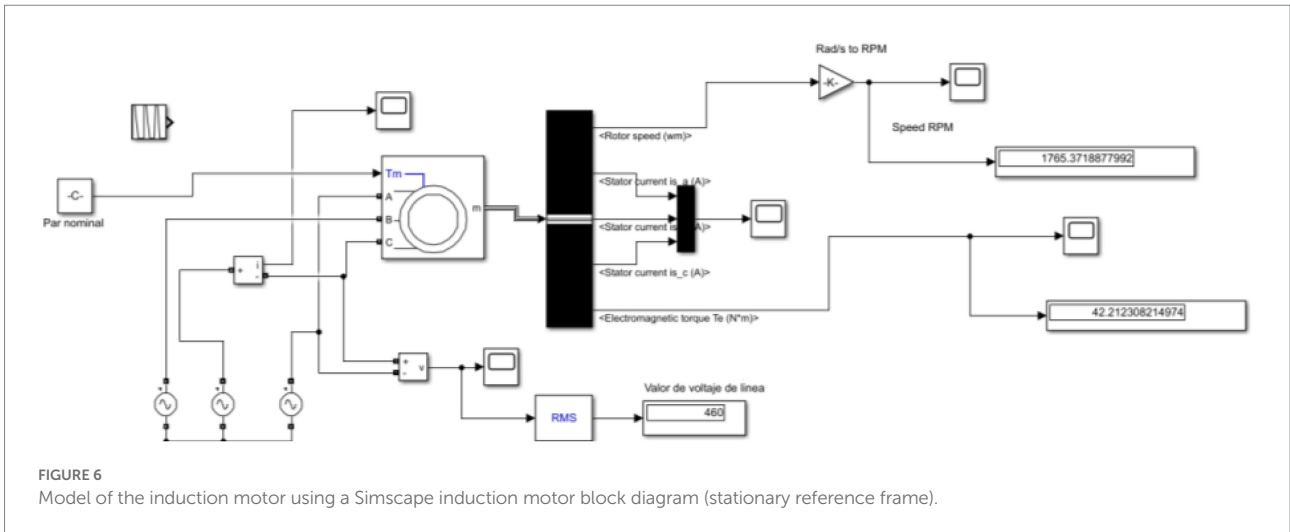 Rad/s to RPM
-K-
<Rotor speed (wm)>
Speed RPM
1765.3718877992
Tm
A
B
C
m
-C-
Par nominal
<Stator current is_a (A)>
<Stator current is (A)>
<Stator current is_c (A)>
+
i
-
<Electromagnetic torque Te (N*m)>
42.212308214974
+
-
v
+
+
+
RMS
Valor de voltaje de linea
460
FIGURE 6
Model of the induction motor using a Simscape induction motor block diagram (stationary reference frame).